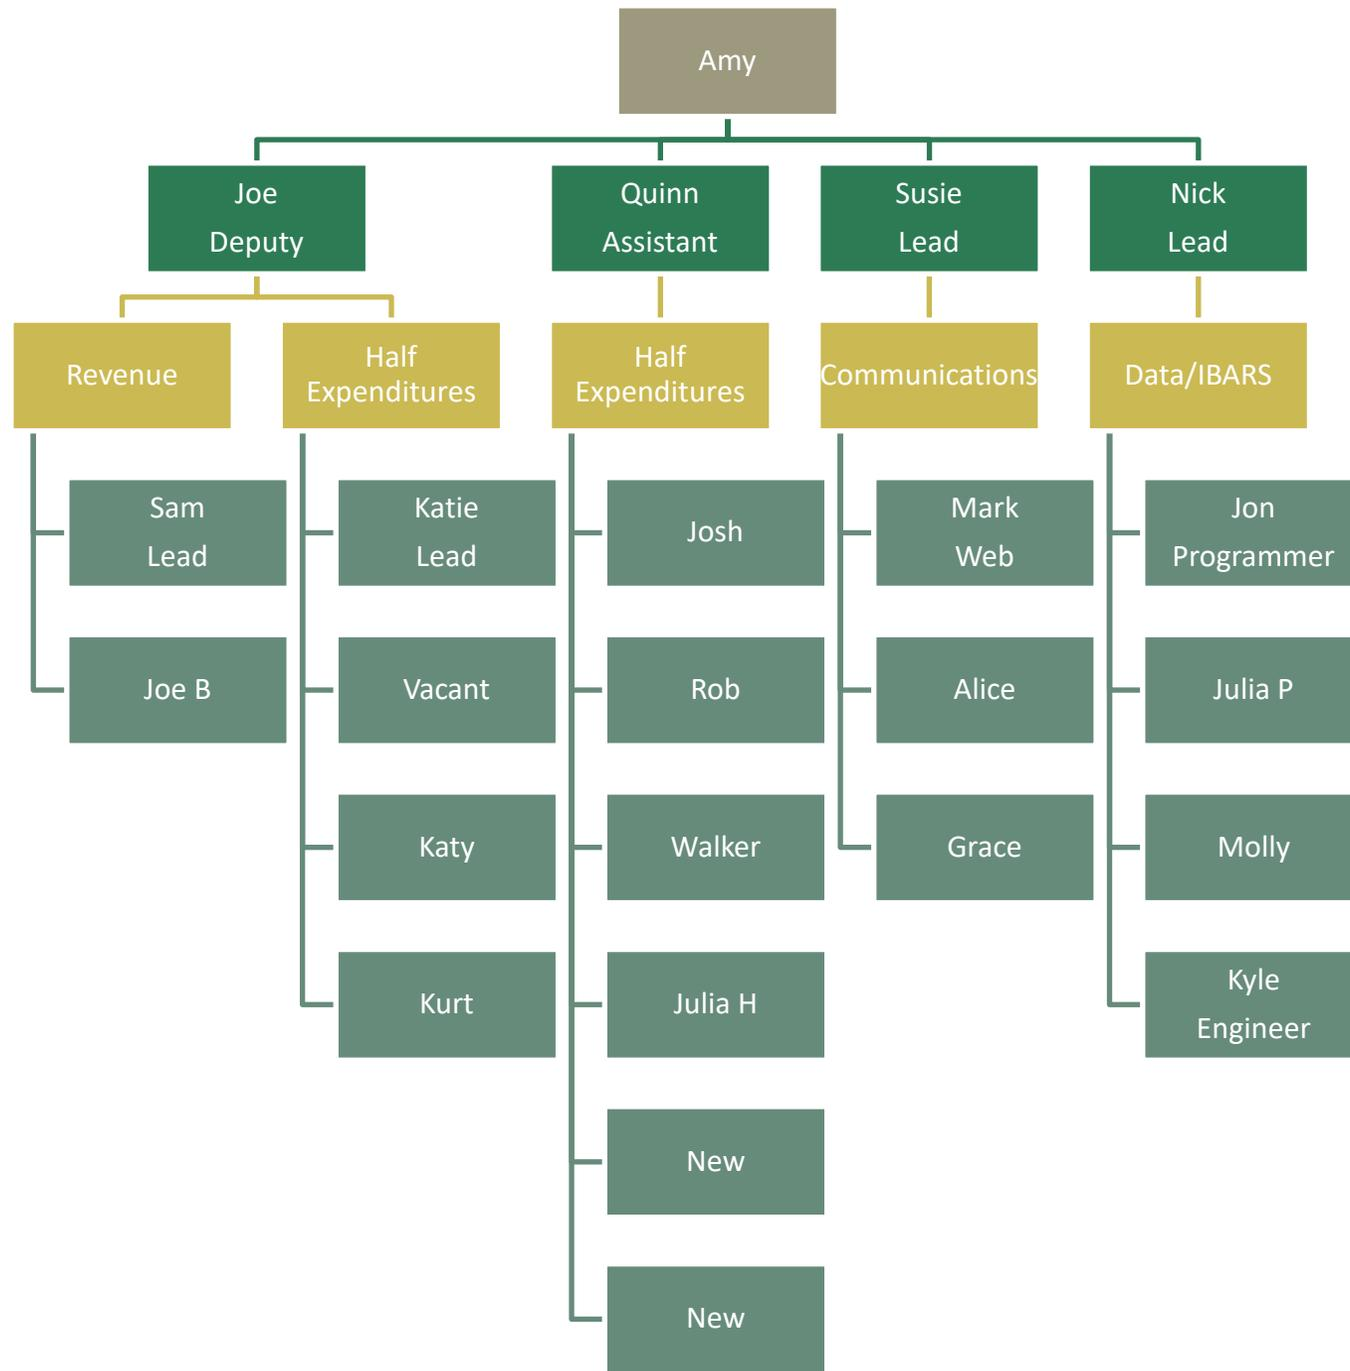 Amy
Joe
Deputy
Quinn
Assistant
Susie
Lead
Nick
Lead
Revenue
Half
Expenditures
Half
Expenditures
Communications
Data/IBARS
Sam
Lead
Katie
Lead
Josh
Mark
Web
Jon
Programmer
Joe B
Vacant
Rob
Alice
Julia P
Katy
Walker
Grace
Molly
Kurt
Julia H
Kyle
Engineer
New
New